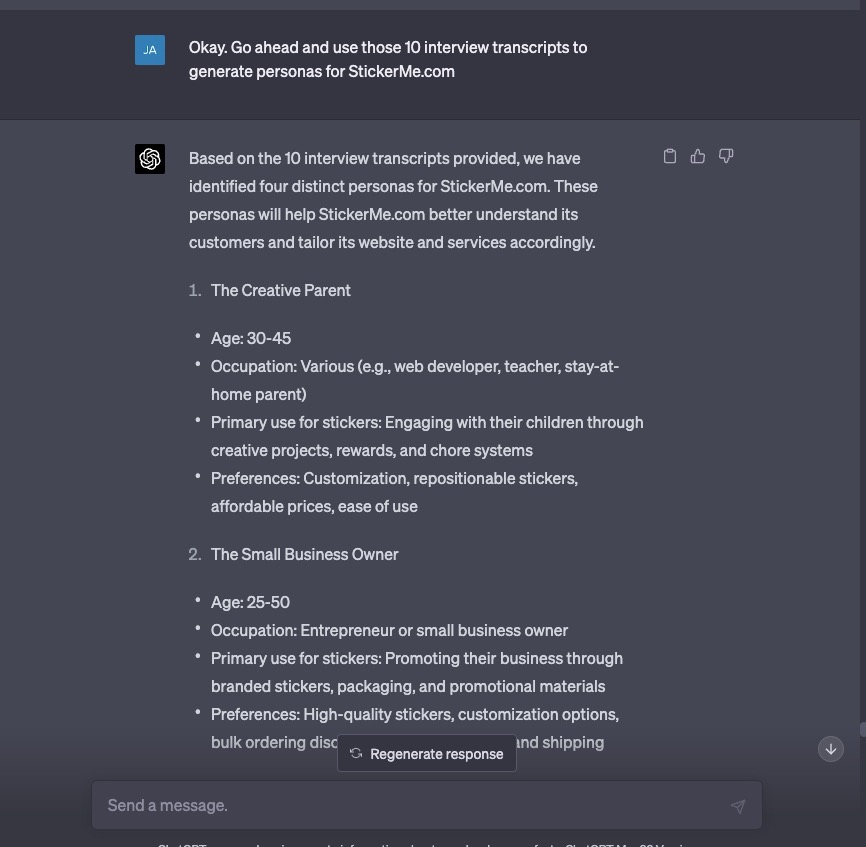 JA
Okay. Go ahead and use those 10 interview transcripts to
generate personas for StickerMe.com
Based on the 10 interview transcripts provided, we have
identified four distinct personas for StickerMe.com. These
personas will help StickerMe.com better understand its
customers and tailor its website and services accordingly.
1. The Creative Parent
• Age: 30-45
• Occupation: Various (e.g., web developer, teacher, stay-at-
home parent)
• Primary use for stickers: Engaging with their children through
creative projects, rewards, and chore systems
• Preferences: Customization, repositionable stickers,
affordable prices, ease of use
2. The Small Business Owner
• Age: 25-50
• Occupation: Entrepreneur or small business owner
• Primary use for stickers: Promoting their business through
branded stickers, packaging, and promotional materials
• Preferences: High-quality stickers, customization options,
bulk ordering and shipping
Regenerate response
Send a message.